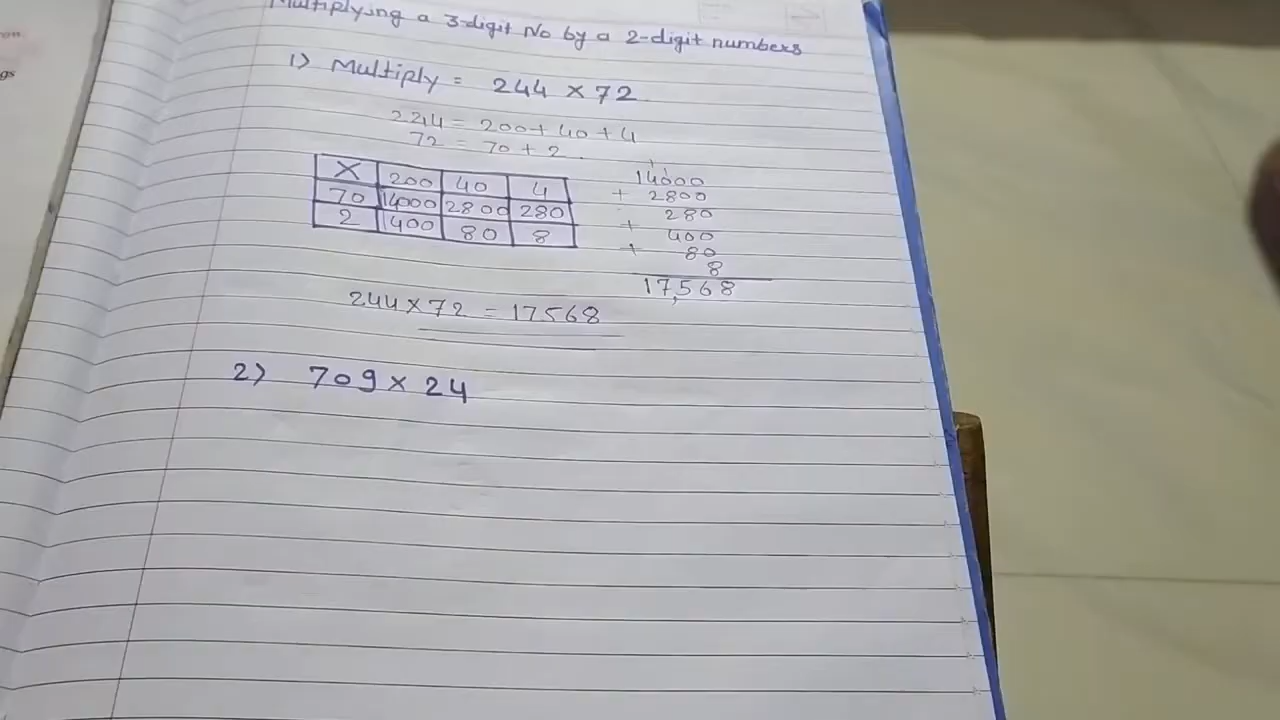 Multiplying a 3-digit No by a 2-digit numbers
1) Multiply = 244 × 72
244 = 200 + 40 + 4
72 = 70 + 2
X 200 40 4
70 14000 2800 280
2 1400 80 8
14000
+ 2800
280
+ 400
+ 80
8
17,568
244 × 72 = 17568
2) 709 × 24